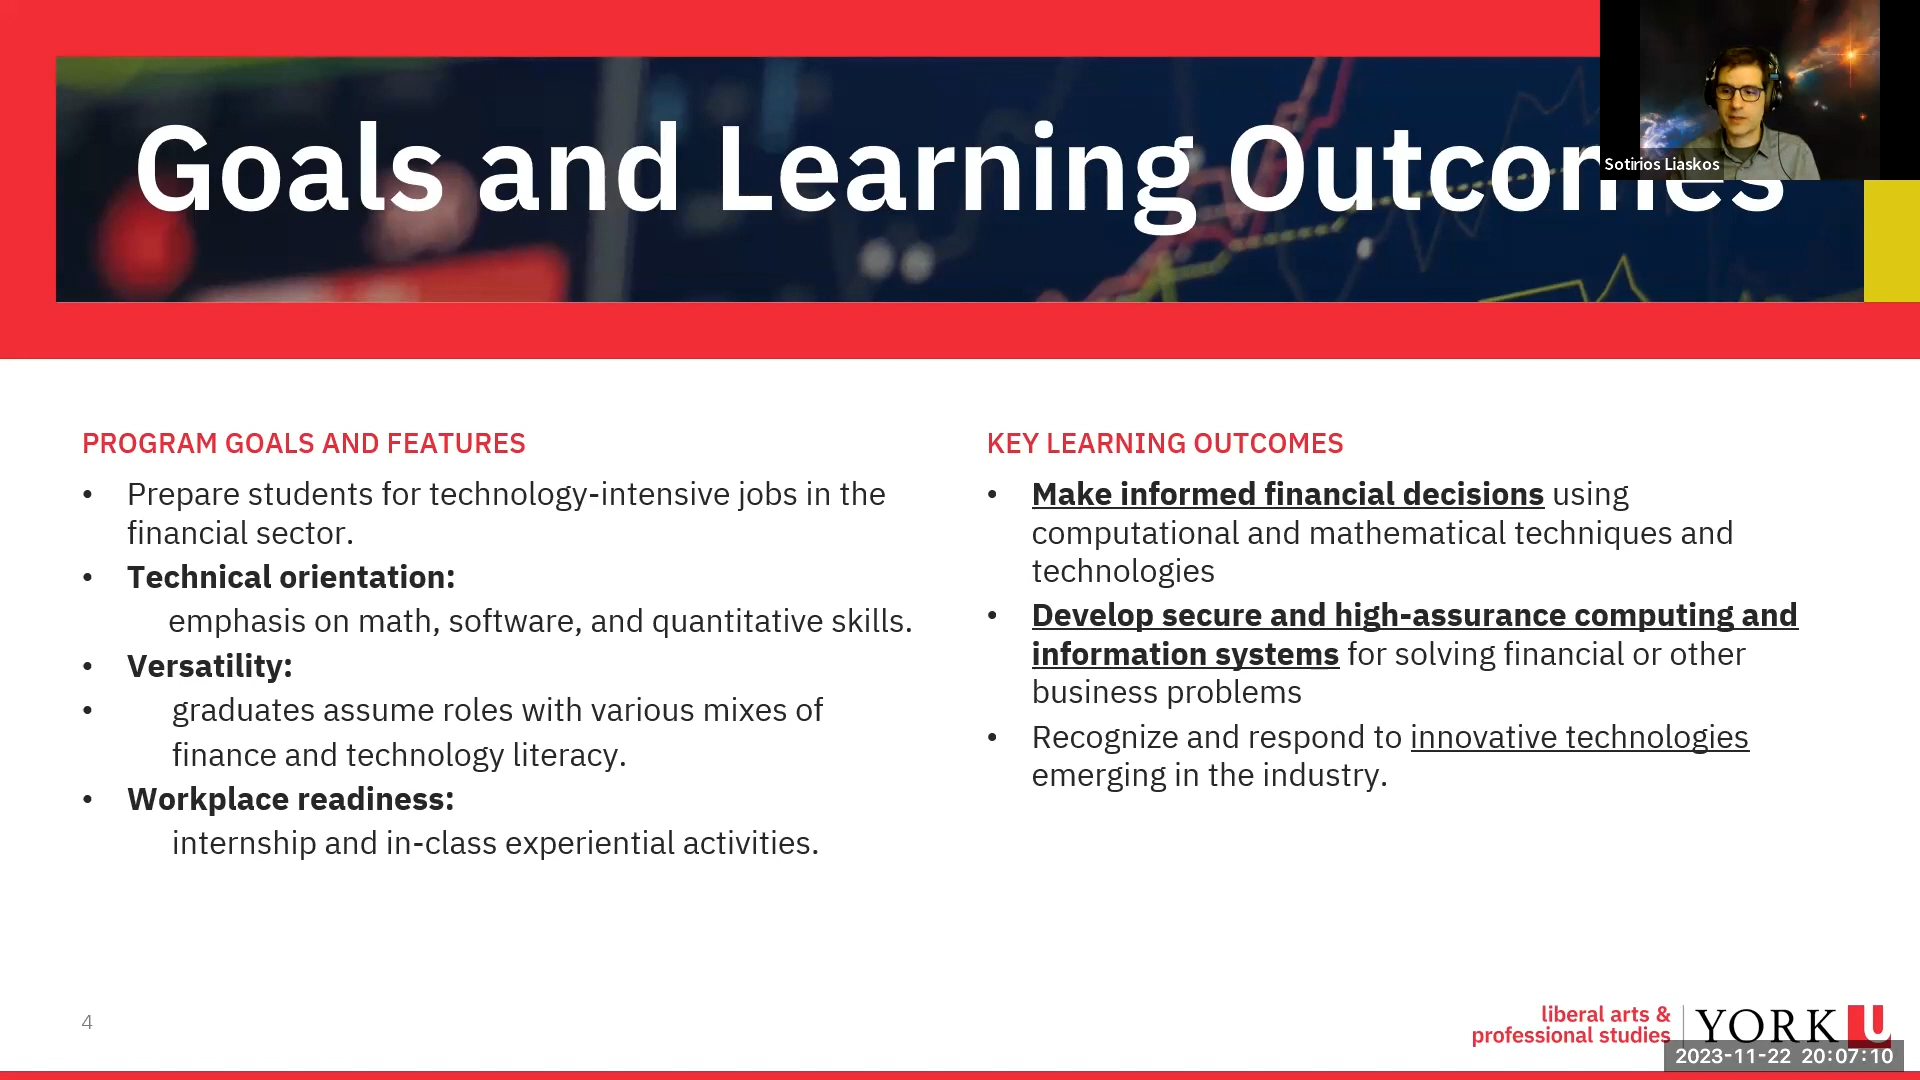 Goals and Learning Outcomes
Sotirios Liaskos
PROGRAM GOALS AND FEATURES
• Prepare students for technology-intensive jobs in the
financial sector.
• Technical orientation:
emphasis on math, software, and quantitative skills.
• Versatility:
• graduates assume roles with various mixes of
finance and technology literacy.
• Workplace readiness:
internship and in-class experiential activities.
KEY LEARNING OUTCOMES
• Make informed financial decisions using
computational and mathematical techniques and
technologies
• Develop secure and high-assurance computing and
information systems for solving financial or other
business problems
• Recognize and respond to innovative technologies
emerging in the industry.
4
liberal arts &
professional studies
YORK U
2023-11-22 20:07:10